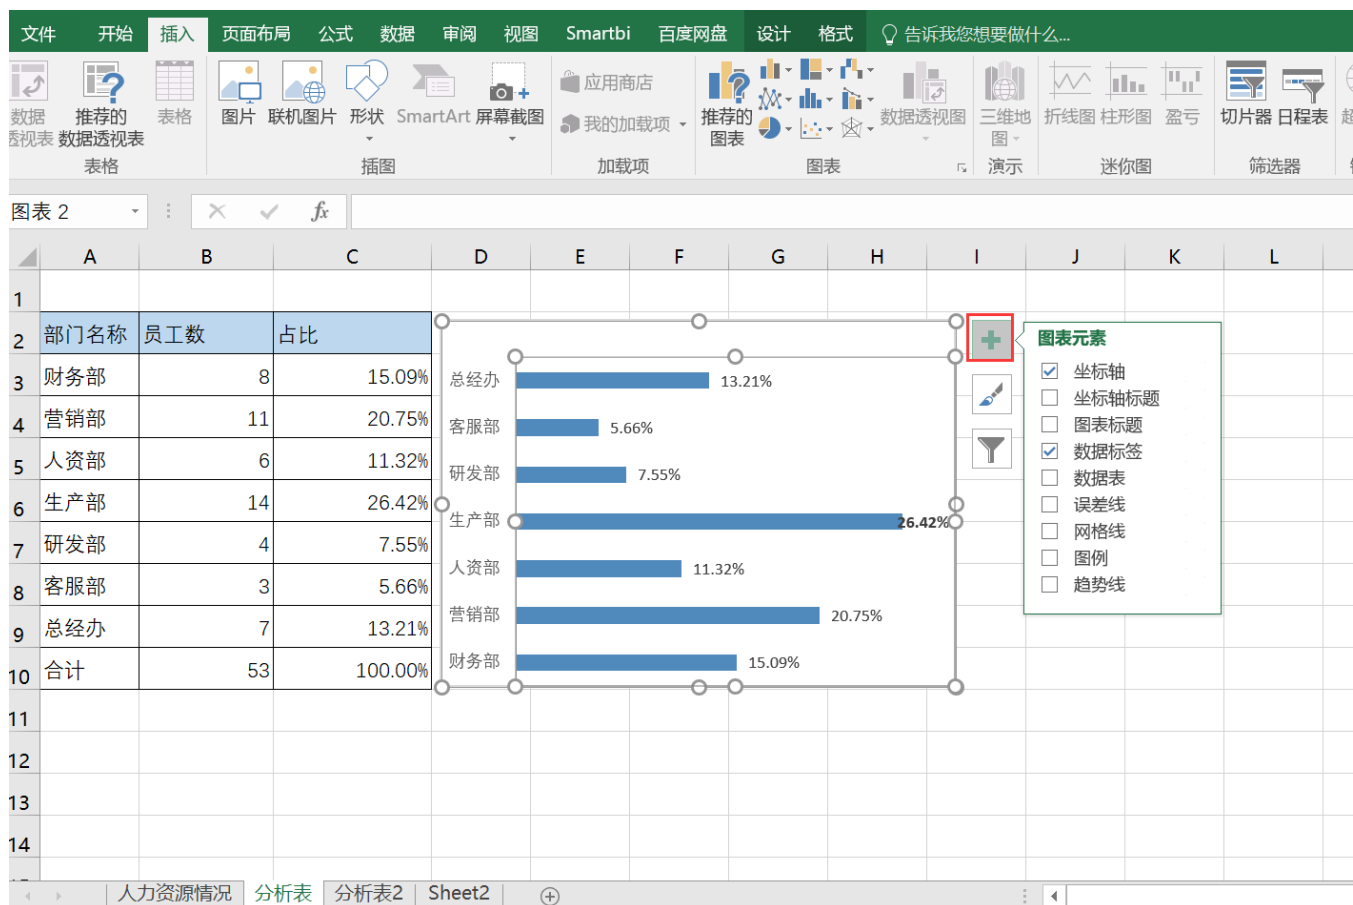 文件 开始 插入 页面布局 公式 数据 审阅 视图 Smartbi 百度网盘 设计 格式 告诉我您想要做什么...
数据
透视表
推荐的
数据透视表
表格
图片 联机图片 形状 SmartArt 屏幕截图
应用商店
我的加载项
推荐的
图表
数据透视图
三维地
图
折线图 柱形图 盈亏
切片器 日程表
表格 插图 加载项 图表 演示 迷你图 筛选器
图表 2 fx
A B C D E F G H I J K L
1
2 部门名称 员工数 占比
3 财务部 8 15.09%
4 营销部 11 20.75%
5 人资部 6 11.32%
6 生产部 14 26.42%
7 研发部 4 7.55%
8 客服部 3 5.66%
9 总经办 7 13.21%
10 合计 53 100.00%
11
12
13
14
总经办 13.21%
客服部 5.66%
研发部 7.55%
生产部 26.42%
人资部 11.32%
营销部 20.75%
财务部 15.09%
图表元素
坐标轴
坐标轴标题
图表标题
数据标签
数据表
误差线
网格线
图例
趋势线
人力资源情况 分析表 分析表2 Sheet2